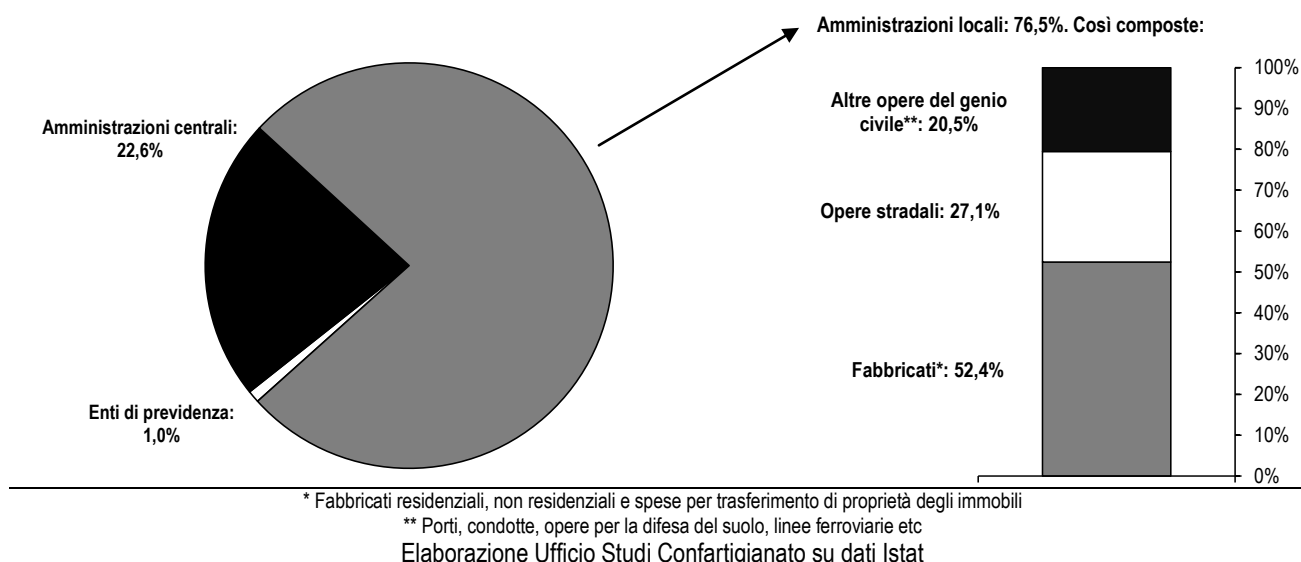 Amministrazioni locali: 76,5%. Così composte:
Amministrazioni centrali:
22,6%
Enti di previdenza:
1,0%
Altre opere del genio
civile**: 20,5%
Opere stradali: 27,1%
Fabbricati*: 52,4%
100%
90%
80%
70%
60%
50%
40%
30%
20%
10%
0%
* Fabbricati residenziali, non residenziali e spese per trasferimento di proprietà degli immobili
** Porti, condotte, opere per la difesa del suolo, linee ferroviarie etc
Elaborazione Ufficio Studi Confartigianato su dati Istat